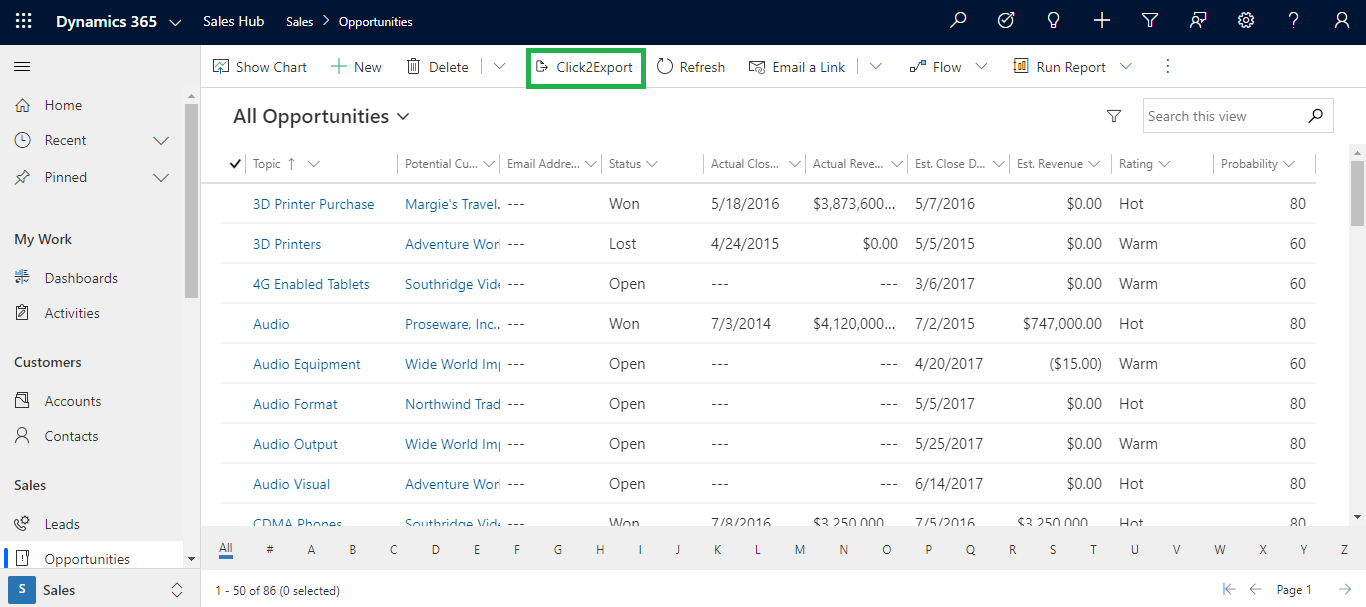 Dynamics 365 Sales Hub Sales > Opportunities
Show Chart New Delete Click2Export Refresh Email a Link Flow Run Report
Home
Recent
Pinned
My Work
Dashboards
Activities
Customers
Accounts
Contacts
Sales
Leads
Opportunities
S Sales
All Opportunities
Search this view
Topic ↑ Potential Cu... Email Addre... Status Actual Clos... Actual Reve... Est. Close D... Est. Revenue Rating Probability
3D Printer Purchase Margie's Travel. --- Won 5/18/2016 $3,873,600... 5/7/2016 $0.00 Hot 80
3D Printers Adventure Wor --- Lost 4/24/2015 $0.00 5/5/2015 $0.00 Warm 60
4G Enabled Tablets Southridge Vide --- Open --- --- 3/6/2017 $0.00 Warm 60
Audio Proseware, Inc.. --- Won 7/3/2014 $4,120,000... 7/2/2015 $747,000.00 Hot 80
Audio Equipment Wide World Imp --- Open --- --- 4/20/2017 ($15.00) Warm 60
Audio Format Northwind Trad --- Open --- --- 5/5/2017 $0.00 Hot 80
Audio Output Wide World Imp --- Open --- --- 5/25/2017 $0.00 Warm 80
Audio Visual Adventure Wor --- Open --- --- 6/14/2017 $0.00 Hot 80
CDMA Phones Southridge Vide --- Won 7/8/2016 $3,250,000 7/5/2016 $3,250,000 Hot 80
All # A B C D E F G H I J K L M N O P Q R S T U V W X Y Z
1 - 50 of 86 (0 selected) Page 1